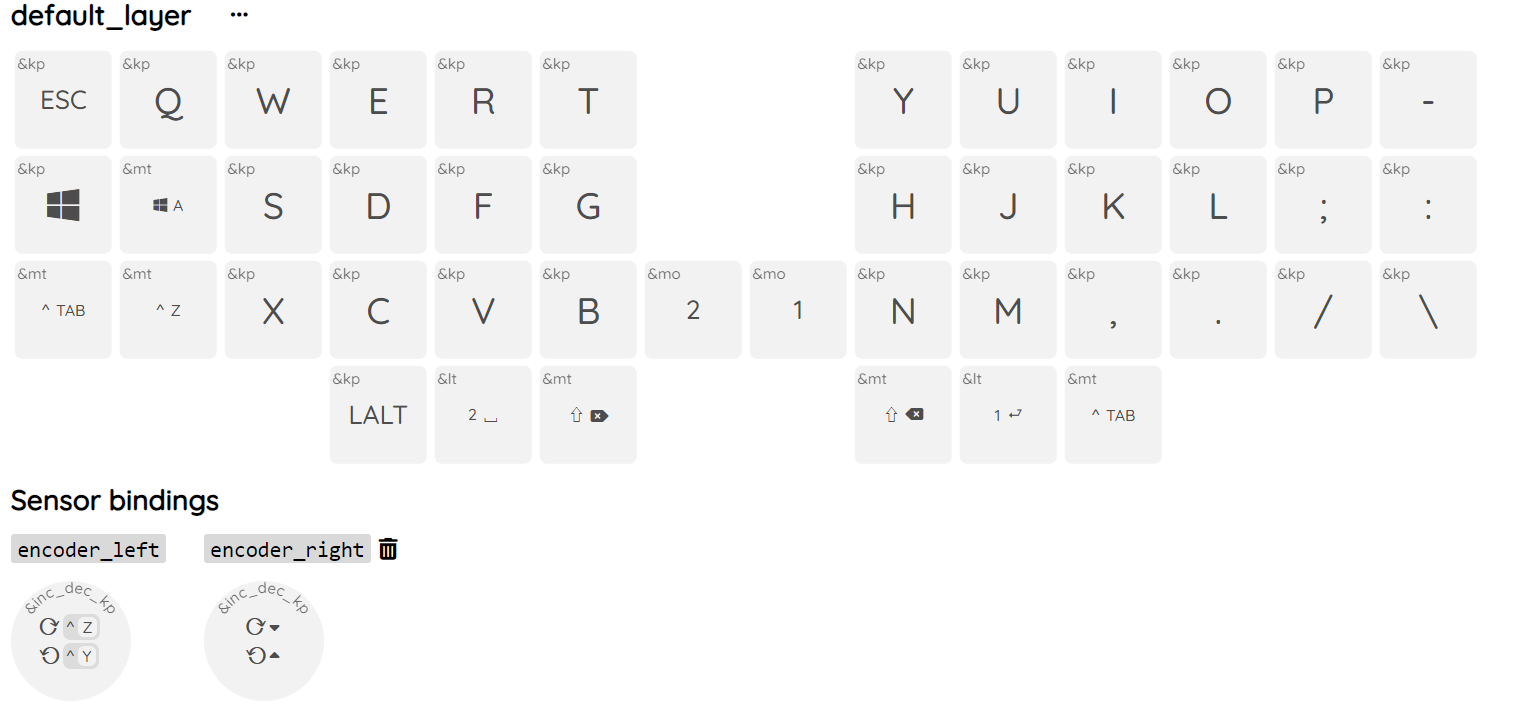 default_layer ...
&kp &kp &kp &kp &kp &kp &kp &kp &kp &kp &kp &kp
ESC Q W E R T Y U I O P -
&kp &mt &kp &kp &kp &kp &kp &kp &kp &kp &kp &kp
A S D F G H J K L ; :
&mt &mt &kp &kp &kp &kp &mo &mo &kp &kp &kp &kp &kp &kp
^ TAB ^ Z X C V B 2 1 N M , . / \
&kp &lt &mt &mt &lt &mt
LALT 2 ⎵ ⇧ ⌦ ⇧ ⌫ 1 ⏎ ^ TAB
Sensor bindings
encoder_left encoder_right
&inc_dec_kp &inc_dec_kp
⟳ ^ Z ⟳ ▾
⟲ ^ Y ⟲ ▴